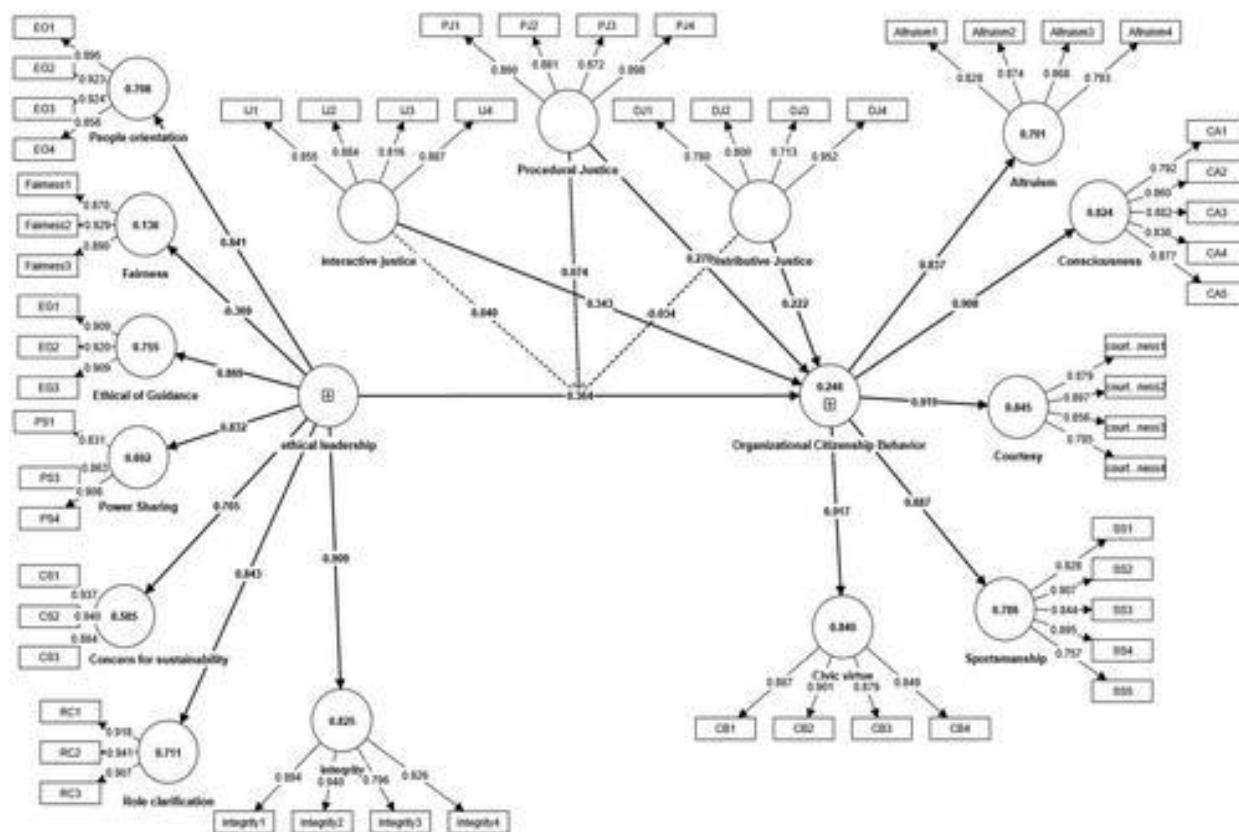 EO1
EO2
EO3
EO4
0.895
0.923
0.924
0.856
0.708
People orientation
Fairness1
Fairness2
Fairness3
0.870
0.829
0.890
0.136
Fairness
EG1
EG2
EG3
0.909
0.920
0.909
0.755
Ethical of Guidance
PS1
PS3
PS4
0.831
Power Sharing
CS1
CS2
CS3
0.937
0.940
0.884
0.585
Concern for sustainability
RC1
RC2
RC3
0.918
0.941
0.907
0.711
Role clarification
0.841
-0.369
0.869
0.832
0.765
0.843
0.909
ethical leadership
0.825
Integrity
0.894
0.940
0.796
0.926
Integrity1
Integrity2
Integrity3
Integrity4
IJ1
IJ2
IJ3
IJ4
0.855
0.884
0.816
0.887
Interactive justice
PJ1
PJ2
PJ3
PJ4
0.890
0.881
0.872
0.898
Procedural Justice
DJ1
DJ2
DJ3
DJ4
0.780
0.713
0.952
Distributive Justice
0.040
0.074
-0.034
0.343
0.270
0.222
0.364
0.246
Organizational Citizenship Behavior
Altruism1
Altruism2
Altruism3
Altruism4
0.828
0.874
0.868
0.793
0.701
Altruism
CA1
CA2
CA3
CA4
CA5
0.792
0.860
0.882
0.836
0.877
0.824
Consciousness
court...ness1
court...ness2
court...ness3
court...ness4
0.879
0.897
0.856
0.785
0.845
Courtesy
SS1
SS2
SS3
SS4
SS5
0.828
0.907
0.844
0.895
0.757
0.786
Sportsmanship
0.837
0.908
0.919
0.887
0.917
0.840
Civic virtue
0.887
0.901
0.879
0.849
CB1
CB2
CB3
CB4